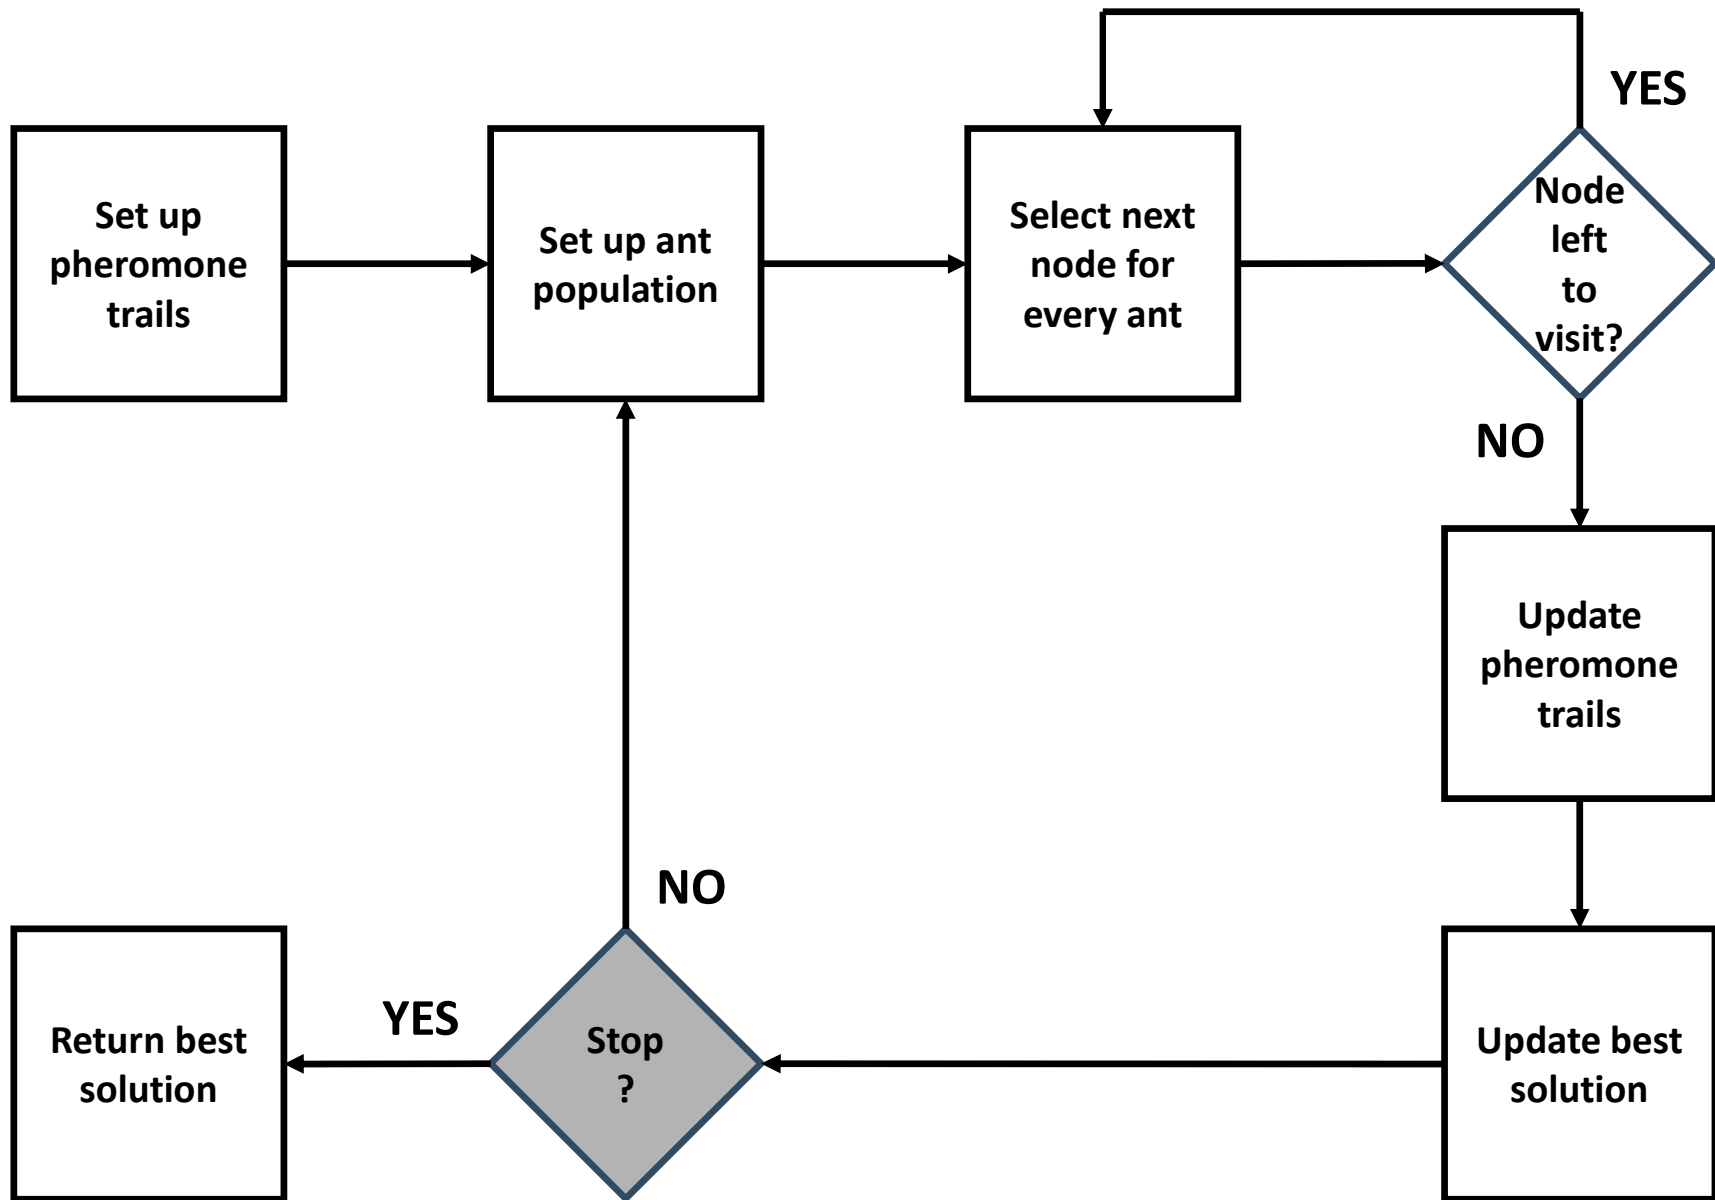 Set up
pheromone
trails
Set up ant
population
Select next
node for
every ant
YES
Node
left
to
visit?
NO
Update
pheromone
trails
Update best
solution
Stop
?
NO
YES
Return best
solution